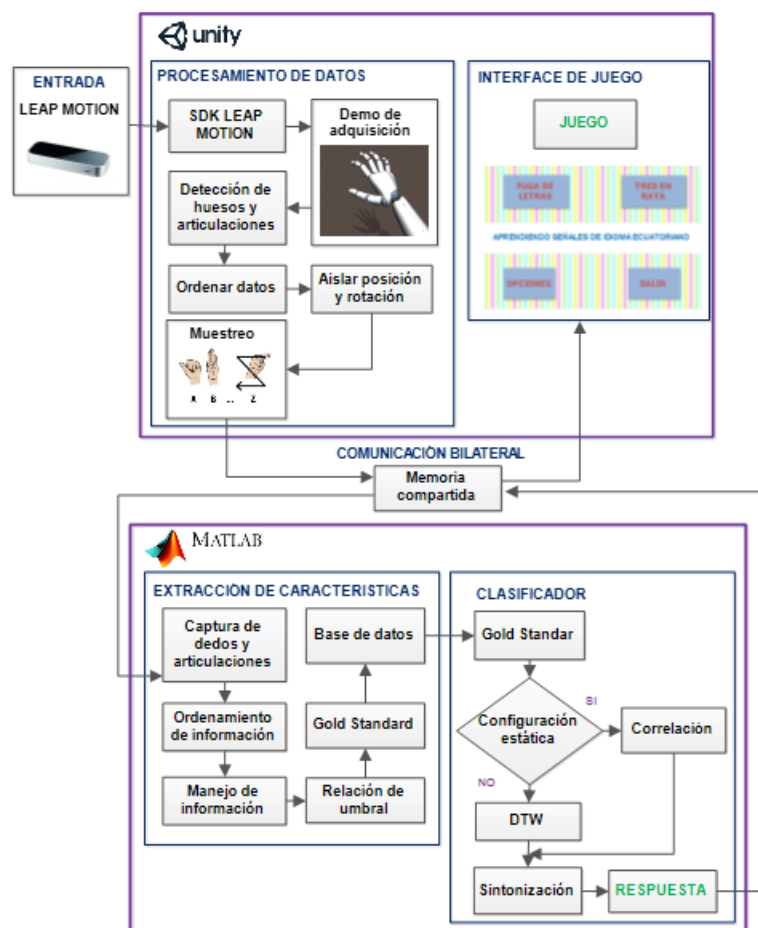 unity
ENTRADA
LEAP MOTION
PROCESAMIENTO DE DATOS
SDK LEAP
MOTION
Demo de
adquisición
Detección de
huesos y
articulaciones
Ordenar datos
Aislar posición
y rotación
Muestreo
A B .. Z
INTERFACE DE JUEGO
JUEGO
FUGA DE
LETRAS
TRES EN
RAYA
APRENDIENDO SEÑALES DE IDIOMA ECUATORIANO
OPCIONES
SALIR
COMUNICACIÓN BILATERAL
Memoria
compartida
MATLAB
EXTRACCIÓN DE CARACTERISTICAS
Captura de
dedos y
articulaciones
Ordenamiento
de información
Manejo de
información
Relación de
umbral
Gold Standard
Base de datos
CLASIFICADOR
Gold Standar
Configuración
estática
SI
Correlación
NO
DTW
Sintonización
RESPUESTA